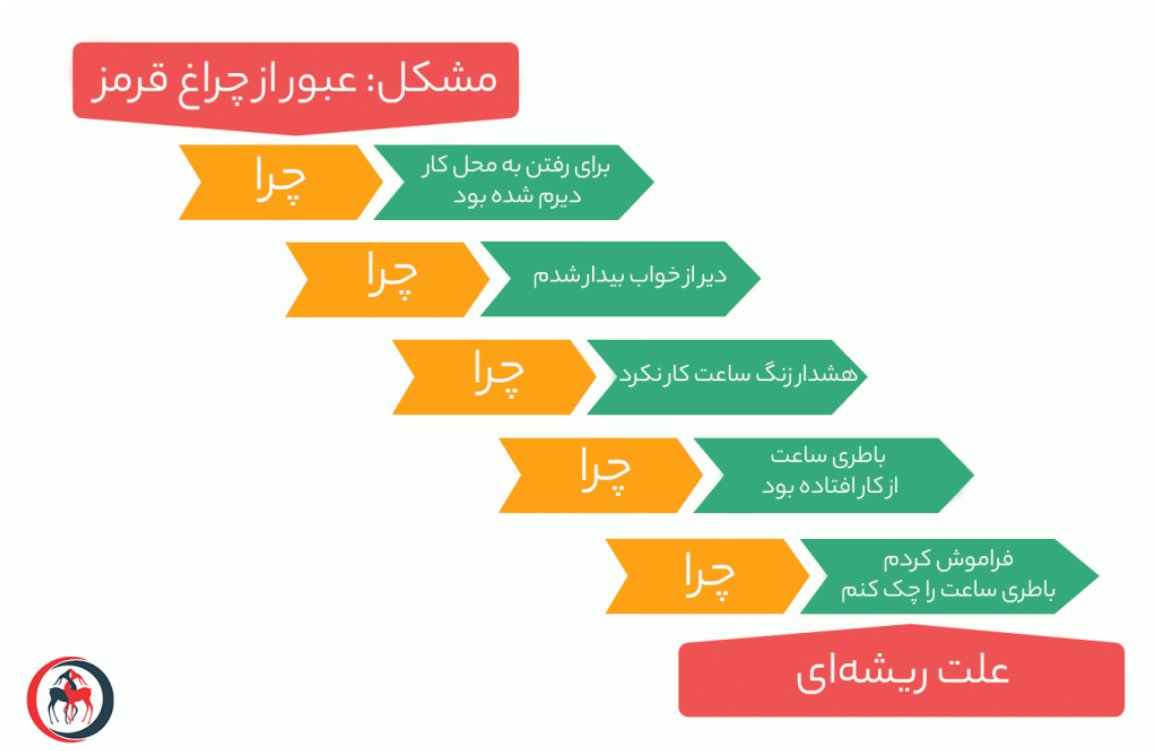 مشکل: عبور از چراغ قرمز
چرا
برای رفتن به محل کار
دیرم شده بود
چرا
دیر از خواب بیدار شدم
چرا
هشدار زنگ ساعت کار نکرد
چرا
باطری ساعت
از کار افتاده بود
چرا
فراموش کردم
باطری ساعت را چک کنم
علت ریشه‌ای